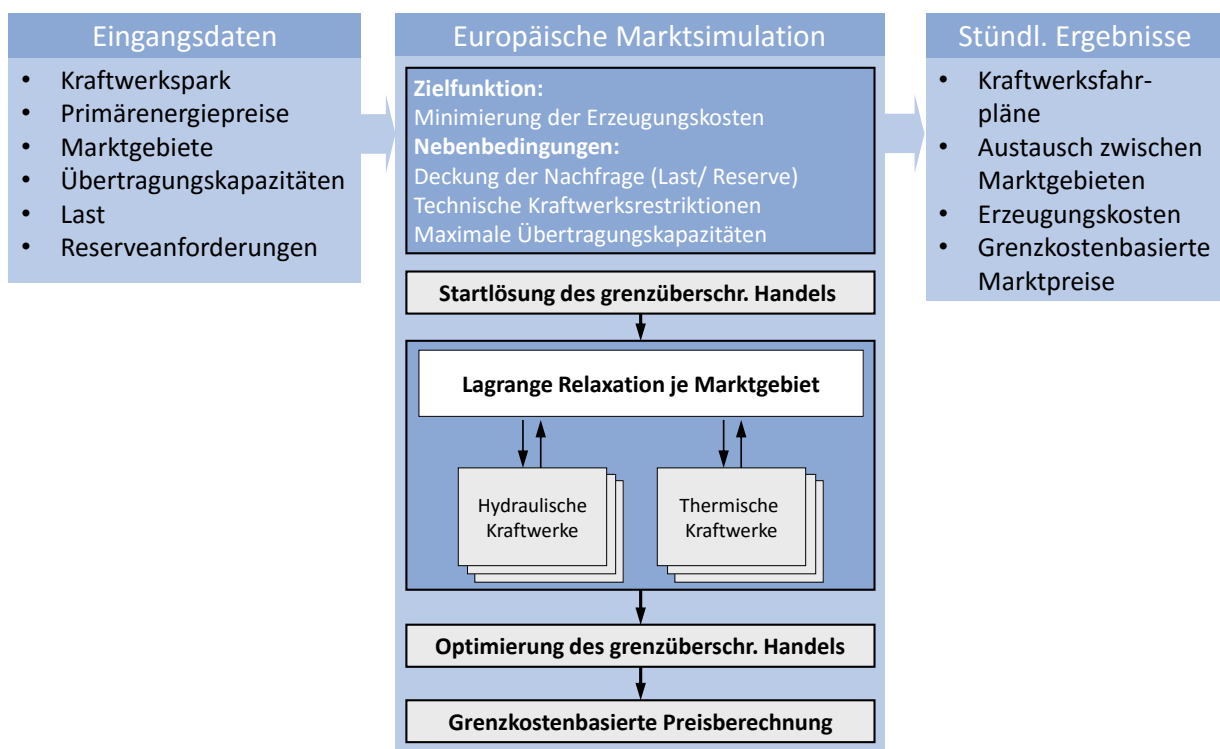 Eingangsdaten
• Kraftwerkspark
• Primärenergiepreise
• Marktgebiete
• Übertragungskapazitäten
• Last
• Reserveanforderungen
Europäische Marktsimulation
Zielfunktion:
Minimierung der Erzeugungskosten
Nebenbedingungen:
Deckung der Nachfrage (Last/ Reserve)
Technische Kraftwerksrestriktionen
Maximale Übertragungskapazitäten
Startlösung des grenzüberschr. Handels
Lagrange Relaxation je Marktgebiet
Hydraulische
Kraftwerke
Thermische
Kraftwerke
Optimierung des grenzüberschr. Handels
Grenzkostenbasierte Preisberechnung
Stündl. Ergebnisse
• Kraftwerksfahr-
pläne
• Austausch zwischen
Marktgebieten
• Erzeugungskosten
• Grenzkostenbasierte
Marktpreise